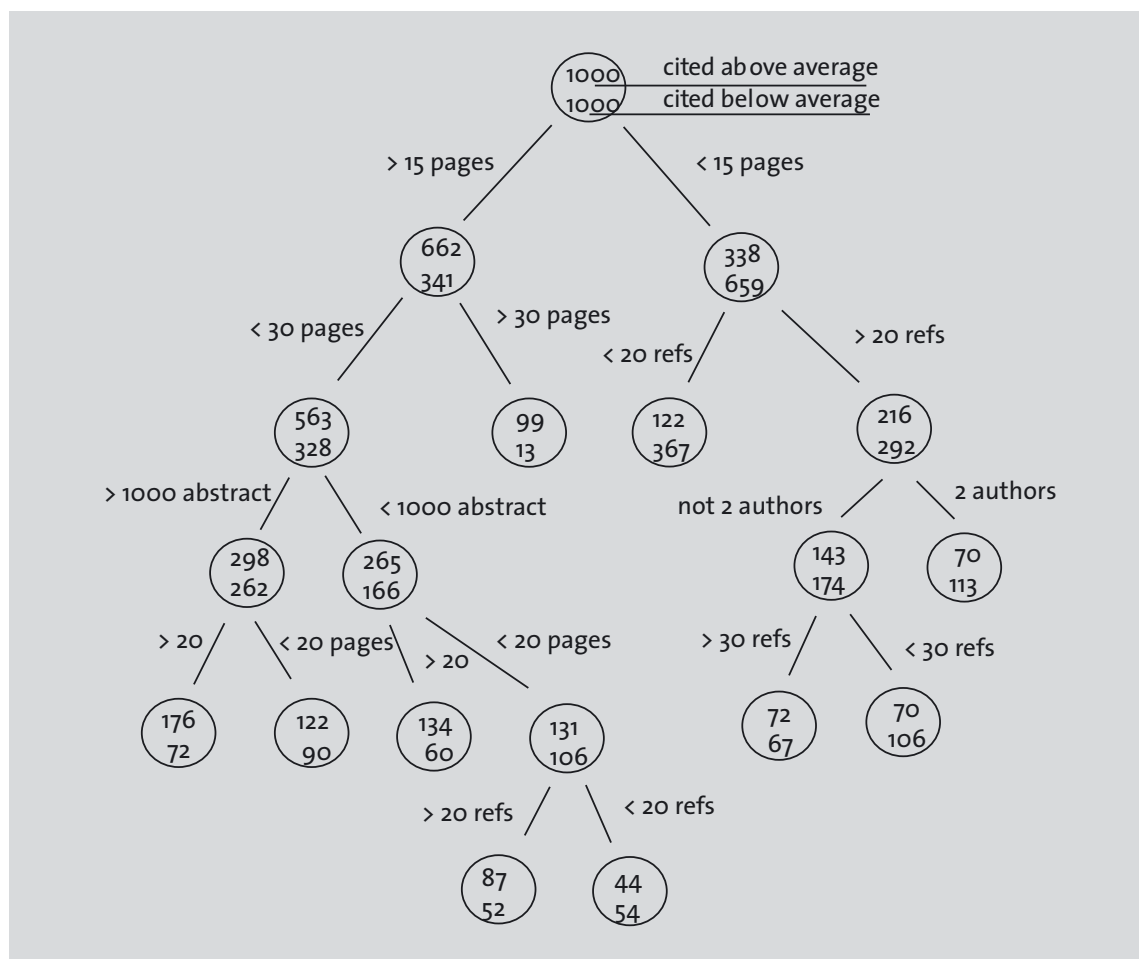 1000 cited above average
1000 cited below average
> 15 pages
< 15 pages
662
341
338
659
< 30 pages
> 30 pages
< 20 refs
> 20 refs
563
328
99
13
122
367
216
292
> 1000 abstract
< 1000 abstract
not 2 authors
2 authors
298
262
265
166
143
174
70
113
> 20
< 20 pages
> 20
< 20 pages
> 30 refs
< 30 refs
176
72
122
90
134
60
131
106
72
67
70
106
> 20 refs
< 20 refs
87
52
44
54